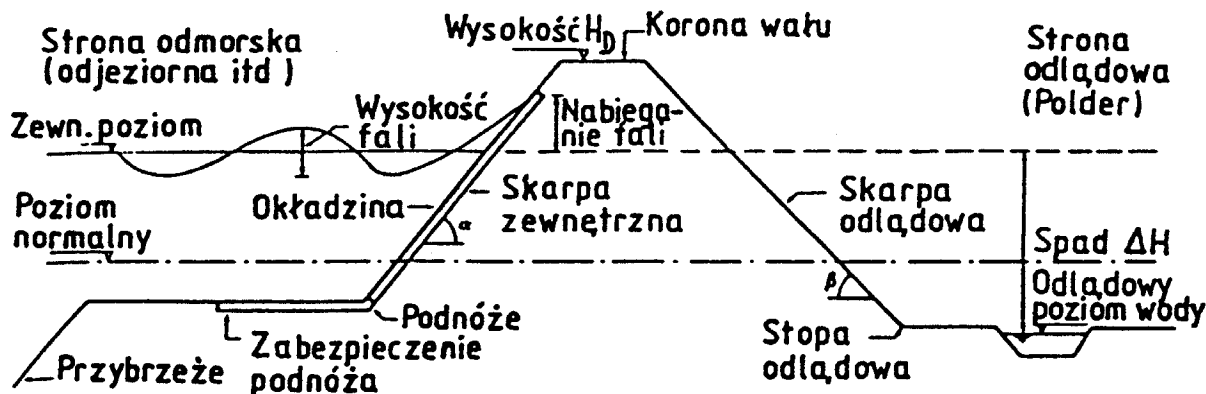 Wysokość H_D
Korona wału
Strona odmorska
(odjeziorna itd )
Strona
odlądowa
(Polder)
Zewn. poziom
Wysokość
fali
Nabiega-
nie fali
Okładzina
Skarpa
zewnętrzna
α
Skarpa
odlądowa
Poziom
normalny
Spad ΔH
β
Odlądowy
poziom wody
Podnóże
Zabezpieczenie
podnóża
Przybrzeże
Stopa
odlądowa